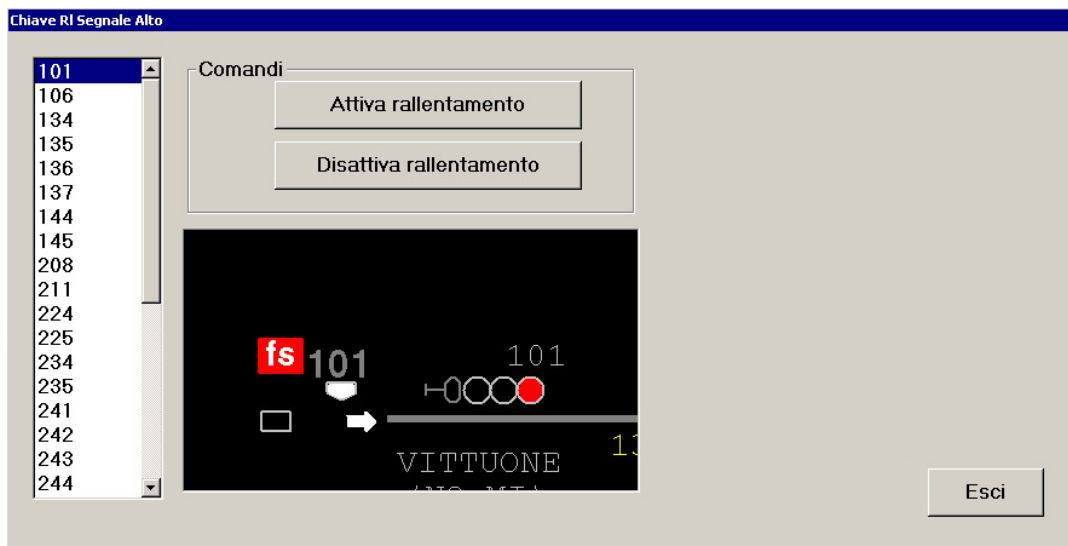 Chiave Rl Segnale Alto
101
106
134
135
136
137
144
145
208
211
224
225
234
235
241
242
243
244
Comandi
Attiva rallentamento
Disattiva rallentamento
fs
101
101
VITTUONE
Esci